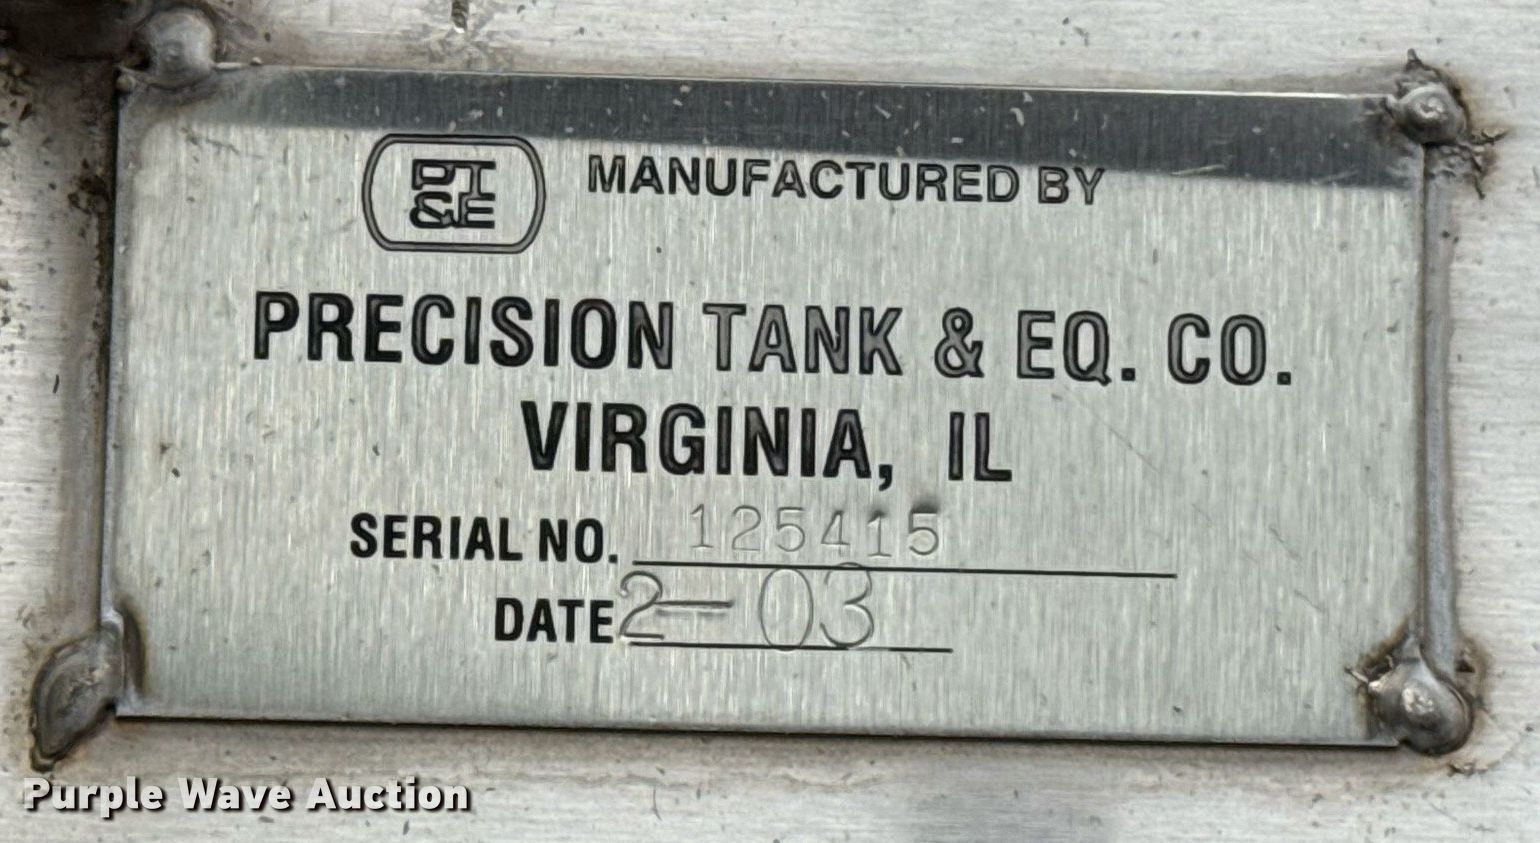 PT
&E
MANUFACTURED BY
PRECISION TANK & EQ. CO.
VIRGINIA, IL
SERIAL NO. 125415
DATE 2-03
Purple Wave Auction